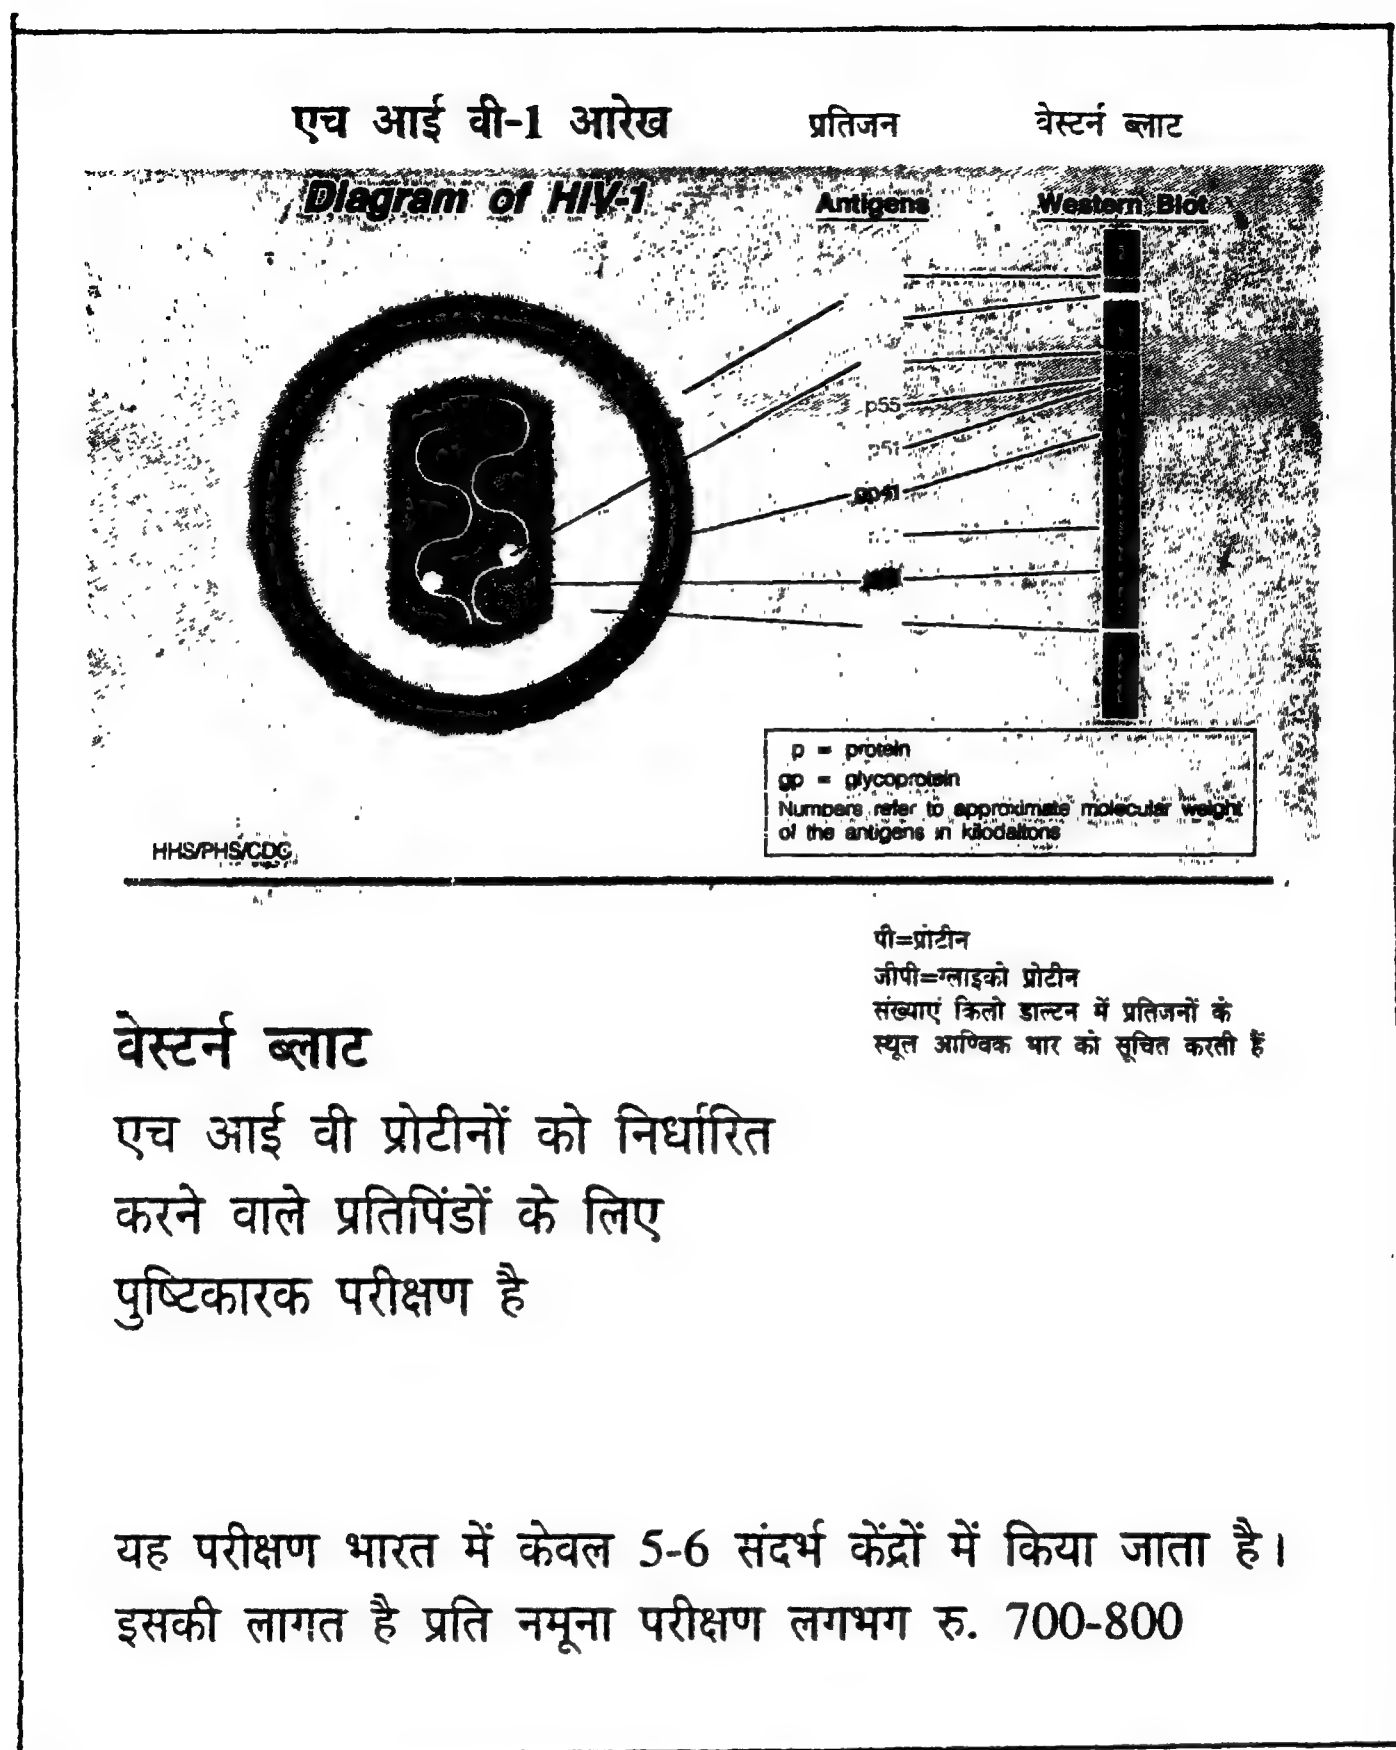 एच आई वी-1 आरेख प्रतिजन वेस्टर्न ब्लाट
Diagram of HIV-1 Antigens Western Blot
p55
p51
gp41
p = protein
gp = glycoprotein
Numbers refer to approximate molecular weight
of the antigens in kilodaltons
HHS/PHS/CDC
पी=प्रोटीन
जीपी=ग्लाइको प्रोटीन
संख्याएं किलो डाल्टन में प्रतिजनों के
स्थूल आण्विक भार को सूचित करती हैं
वेस्टर्न ब्लाट
एच आई वी प्रोटीनों को निर्धारित
करने वाले प्रतिपिंडों के लिए
पुष्टिकारक परीक्षण है
यह परीक्षण भारत में केवल 5-6 संदर्भ केंद्रों में किया जाता है।
इसकी लागत है प्रति नमूना परीक्षण लगभग रु. 700-800